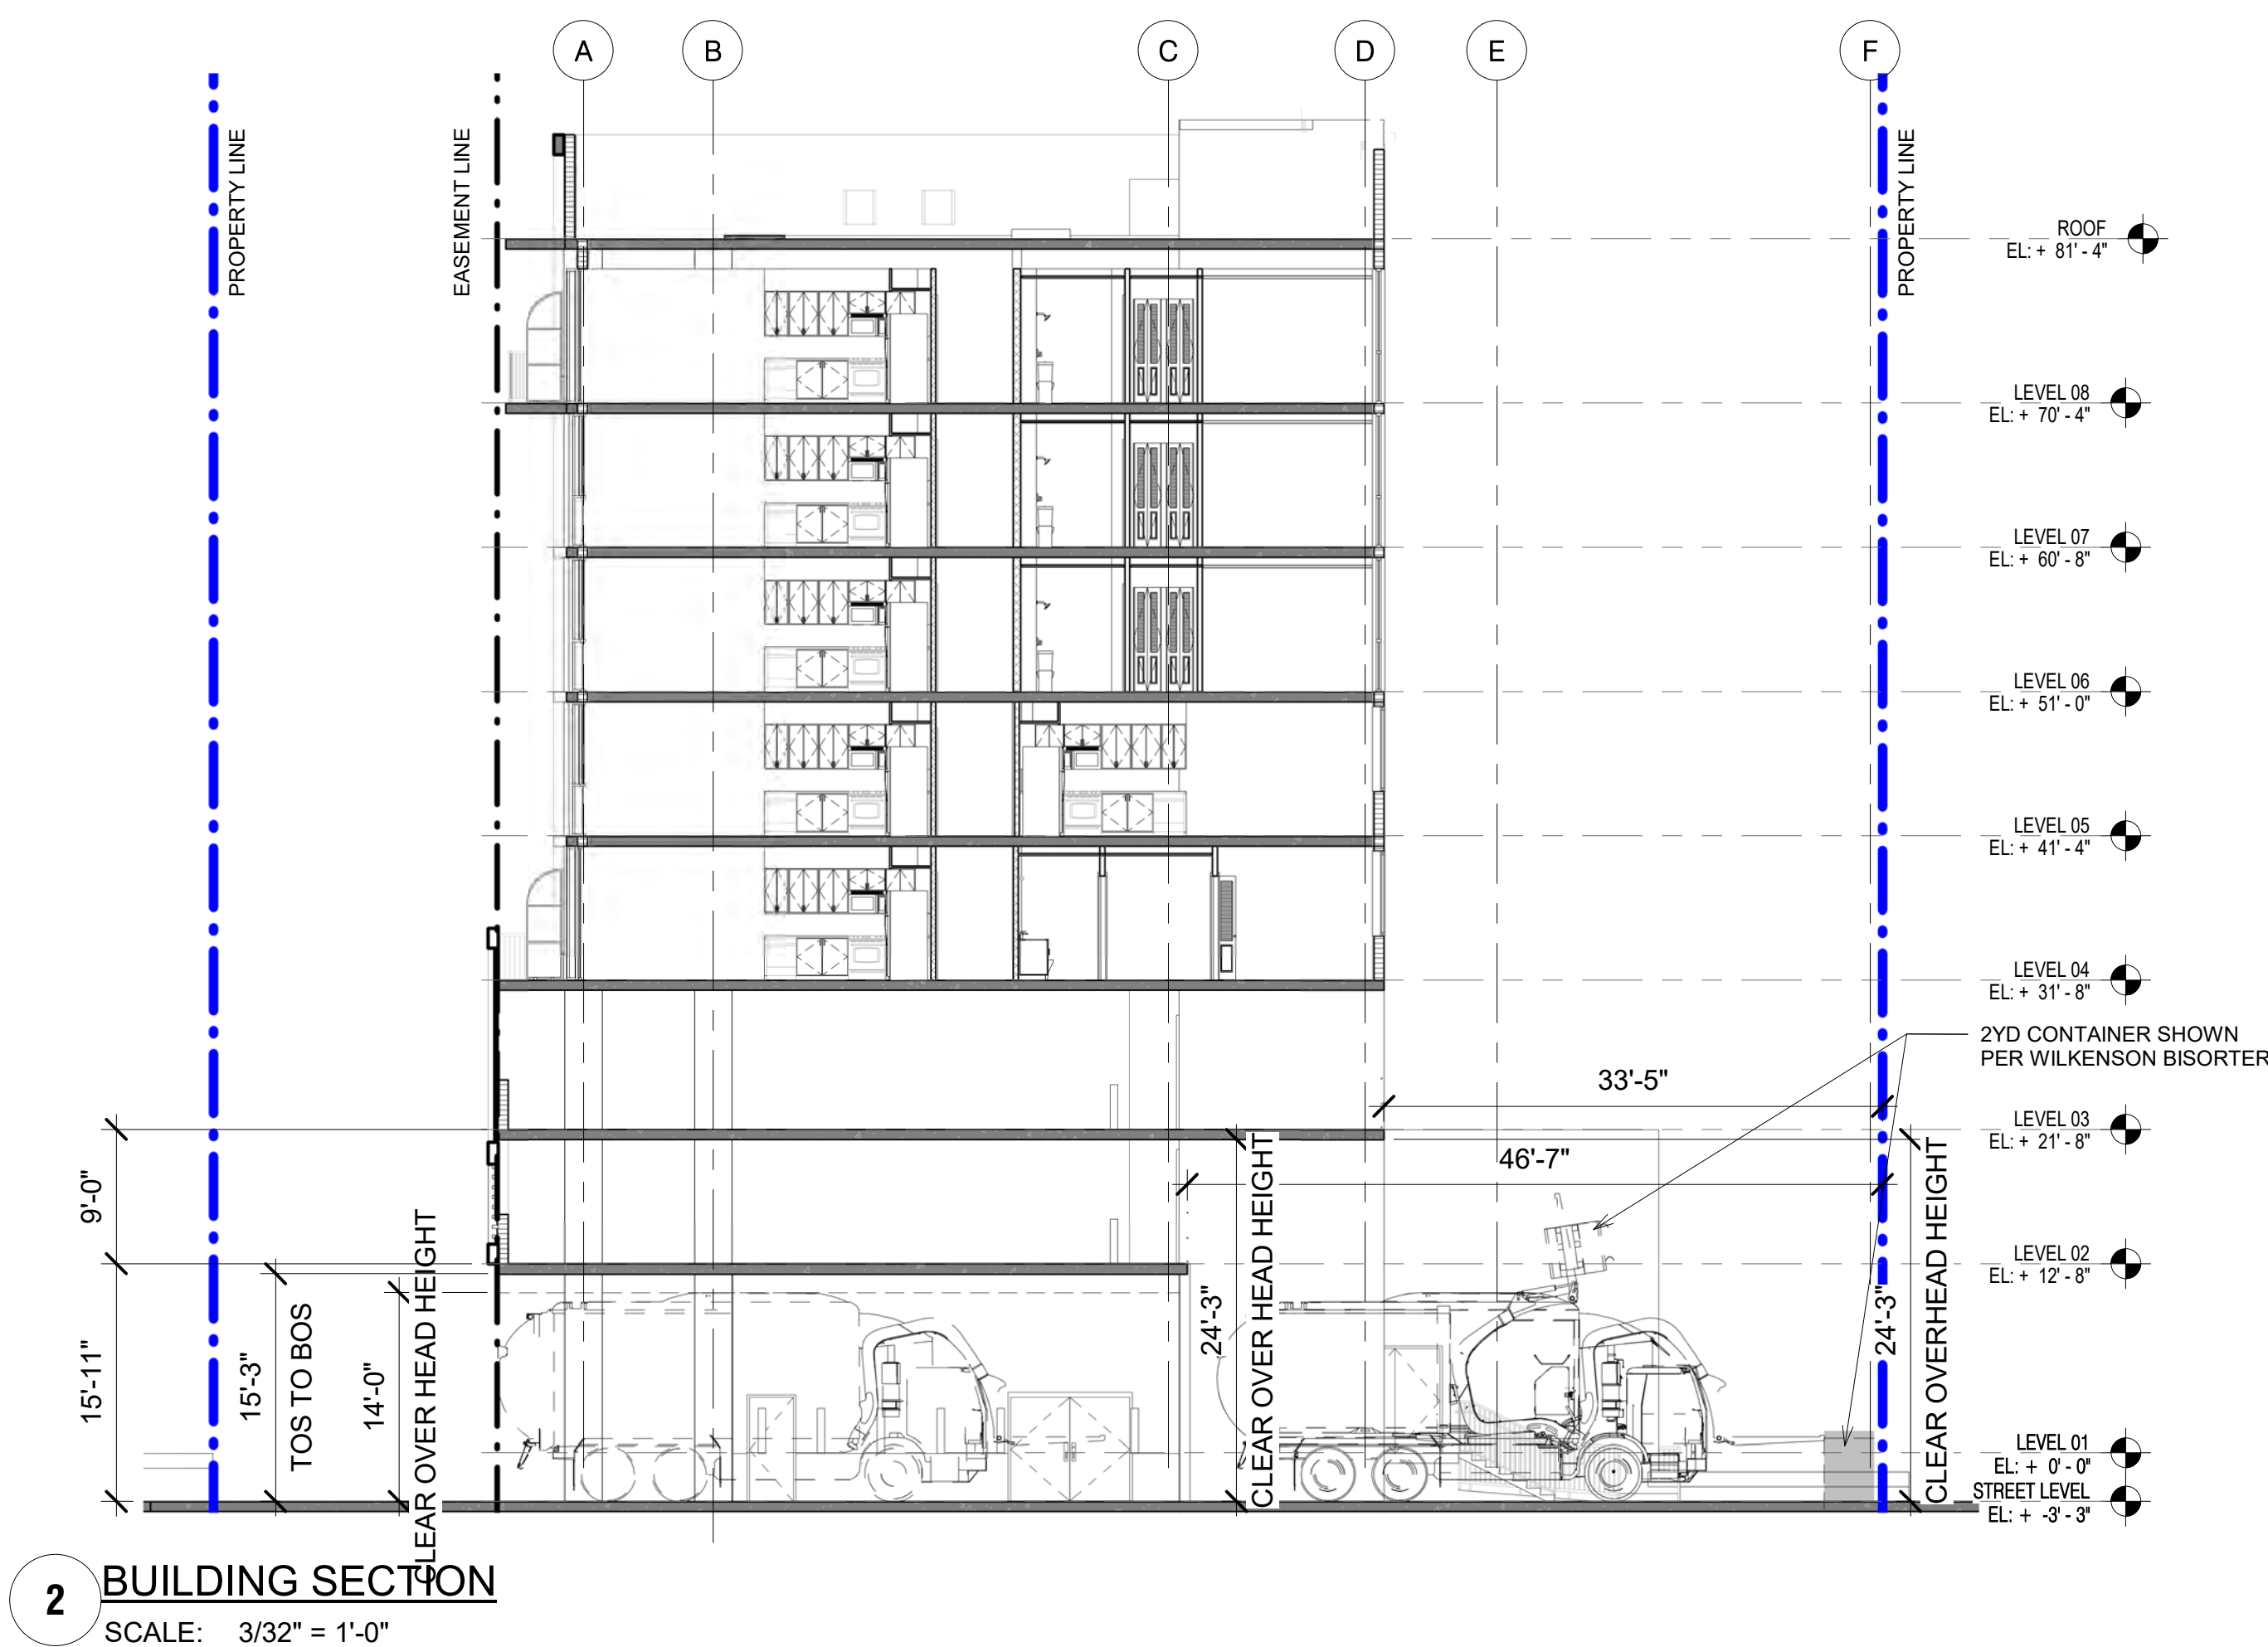 A
B
C
D
E
F
PROPERTY LINE
EASEMENT LINE
PROPERTY LINE
ROOF
EL: + 81' - 4"
LEVEL 08
EL: + 70' - 4"
LEVEL 07
EL: + 60' - 8"
LEVEL 06
EL: + 51' - 0"
LEVEL 05
EL: + 41' - 4"
LEVEL 04
EL: + 31' - 8"
2YD CONTAINER SHOWN
PER WILKENSON BISORTER
33'-5"
LEVEL 03
EL: + 21' - 8"
46'-7"
9'-0"
LEVEL 02
EL: + 12' - 8"
15'-11"
15'-3"
TOS TO BOS
14'-0"
CLEAR OVER HEAD HEIGHT
24'-3"
CLEAR OVER HEAD HEIGHT
24'-3"
CLEAR OVERHEAD HEIGHT
LEVEL 01
EL: + 0' - 0"
STREET LEVEL
EL: + -3' - 3"
2
BUILDING SECTION
SCALE: 3/32" = 1'-0"